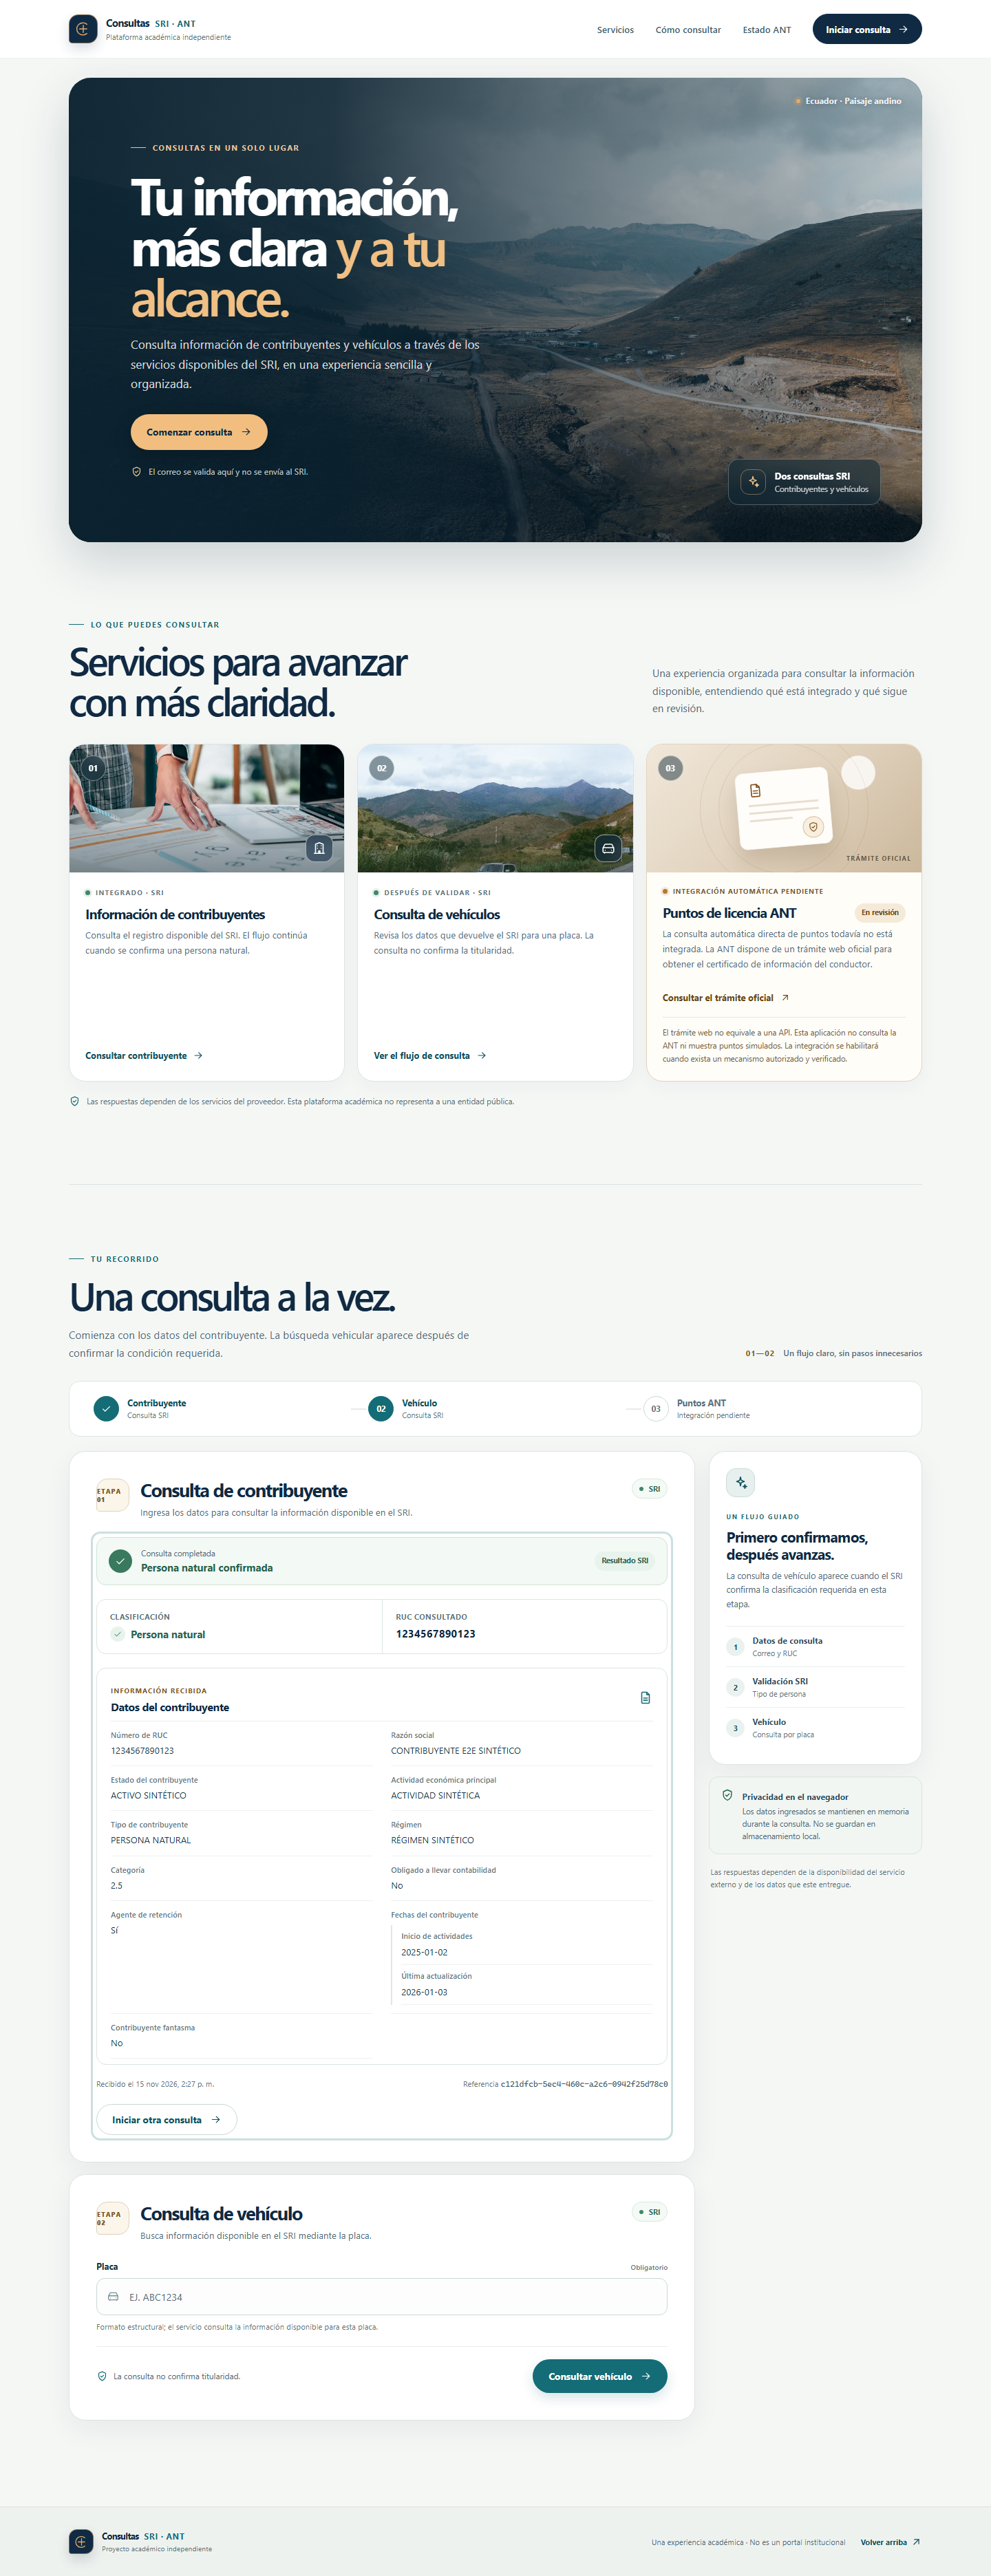 Consultas SRI · ANT
Plataforma académica independiente
Servicios
Cómo consultar
Estado ANT
Iniciar consulta
Ecuador · Paisaje andino
CONSULTAS EN UN SOLO LUGAR
Tu información,
más clara y a tu
alcance.
Consulta información de contribuyentes y vehículos a través de los
servicios disponibles del SRI, en una experiencia sencilla y
organizada.
Comenzar consulta
El correo se valida aquí y no se envía al SRI.
Dos consultas SRI
Contribuyentes y vehículos
LO QUE PUEDES CONSULTAR
Servicios para avanzar
con más claridad.
Una experiencia organizada para consultar la información
disponible, entendiendo qué está integrado y qué sigue
en revisión.
01
INTEGRADO · SRI
Información de contribuyentes
Consulta el registro disponible del SRI. El flujo continúa
cuando se confirma una persona natural.
Consultar contribuyente
02
DESPUÉS DE VALIDAR · SRI
Consulta de vehículos
Revisa los datos que devuelve el SRI para una placa. La
consulta no confirma la titularidad.
Ver el flujo de consulta
03
TRÁMITE OFICIAL
INTEGRACIÓN AUTOMÁTICA PENDIENTE
Puntos de licencia ANT
En revisión
La consulta automática directa de puntos todavía no está
integrada. La ANT dispone de un trámite web oficial para
obtener el certificado de información del conductor.
Consultar el trámite oficial
El trámite web no equivale a una API. Esta aplicación no consulta la
ANT ni muestra puntos simulados. La integración se habilitará
cuando exista un mecanismo autorizado y verificado.
Las respuestas dependen de los servicios del proveedor. Esta plataforma académica no representa a una entidad pública.
TU RECORRIDO
Una consulta a la vez.
Comienza con los datos del contribuyente. La búsqueda vehicular aparece después de
confirmar la condición requerida.
01—02 Un flujo claro, sin pasos innecesarios
Contribuyente
Consulta SRI
02
Vehículo
Consulta SRI
03
Puntos ANT
Integración pendiente
ETAPA
01
Consulta de contribuyente
Ingresa los datos para consultar la información disponible en el SRI.
SRI
Consulta completada
Persona natural confirmada
Resultado SRI
CLASIFICACIÓN
Persona natural
RUC CONSULTADO
1234567890123
INFORMACIÓN RECIBIDA
Datos del contribuyente
Número de RUC
1234567890123
Razón social
CONTRIBUYENTE E2E SINTÉTICO
Estado del contribuyente
ACTIVO SINTÉTICO
Actividad económica principal
ACTIVIDAD SINTÉTICA
Tipo de contribuyente
PERSONA NATURAL
Régimen
RÉGIMEN SINTÉTICO
Categoría
2.5
Obligado a llevar contabilidad
No
Agente de retención
Sí
Fechas del contribuyente
Inicio de actividades
2025-01-02
Última actualización
2026-01-03
Contribuyente fantasma
No
Recibido el 15 nov 2026, 2:27 p. m.
Referencia c121dfcb-5ec4-460c-a2c6-0942f25d78c0
Iniciar otra consulta
UN FLUJO GUIADO
Primero confirmamos,
después avanzas.
La consulta de vehículo aparece cuando el SRI
confirma la clasificación requerida en esta
etapa.
1
Datos de consulta
Correo y RUC
2
Validación SRI
Tipo de persona
3
Vehículo
Consulta por placa
Privacidad en el navegador
Los datos ingresados se mantienen en memoria
durante la consulta. No se guardan en
almacenamiento local.
Las respuestas dependen de la disponibilidad del servicio
externo y de los datos que este entregue.
ETAPA
02
Consulta de vehículo
Busca información disponible en el SRI mediante la placa.
SRI
Placa
Obligatorio
EJ. ABC1234
Formato estructural; el servicio consulta la información disponible para esta placa.
La consulta no confirma titularidad.
Consultar vehículo
Consultas SRI · ANT
Proyecto académico independiente
Una experiencia académica · No es un portal institucional
Volver arriba